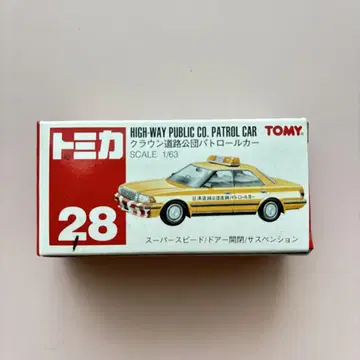 トミカ
HIGH-WAY PUBLIC CO. PATROL CAR
TOMY
クラウン道路公団パトロールカー
SCALE 1/63
28
スーパースピード/ドアー開閉/サスペンション